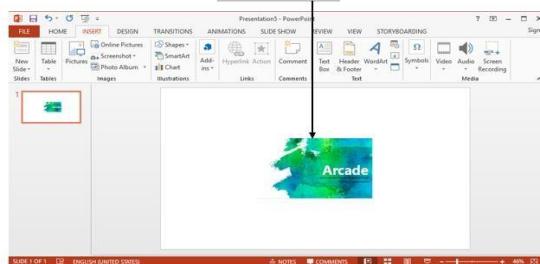 Presentation5 - PowerPoint
FILE HOME INSERT DESIGN TRANSITIONS ANIMATIONS SLIDE SHOW REVIEW VIEW STORYBOARDING Sign
New Slide
Table
Pictures
Online Pictures
Screenshot
Photo Album
Shapes
SmartArt
Chart
Add-ins
Hyperlink
Action
Comment
Text Box
Header & Footer
WordArt
Symbols
Video
Audio
Screen Recording
Slides Tables Images Illustrations Links Comments Text Media
1
Arcade
SLIDE 1 OF 1 ENGLISH (UNITED STATES) NOTES COMMENTS 46%